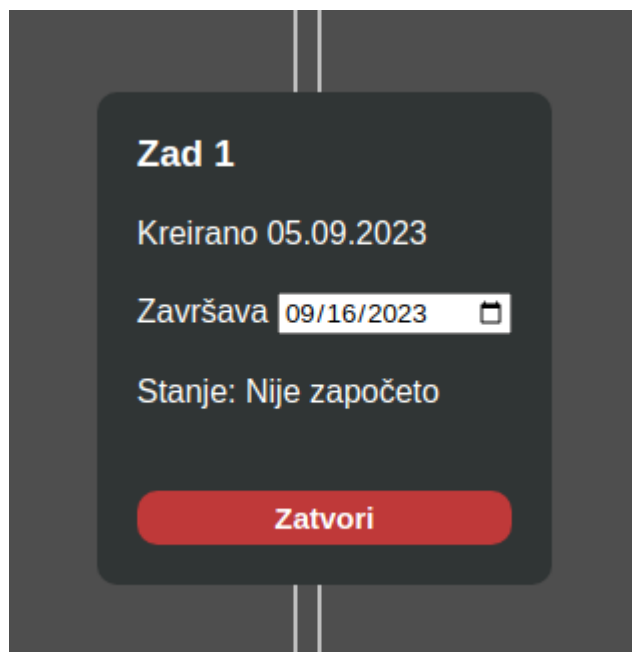 Zad 1
Kreirano 05.09.2023
Završava 09/16/2023
Stanje: Nije započeto
Zatvori